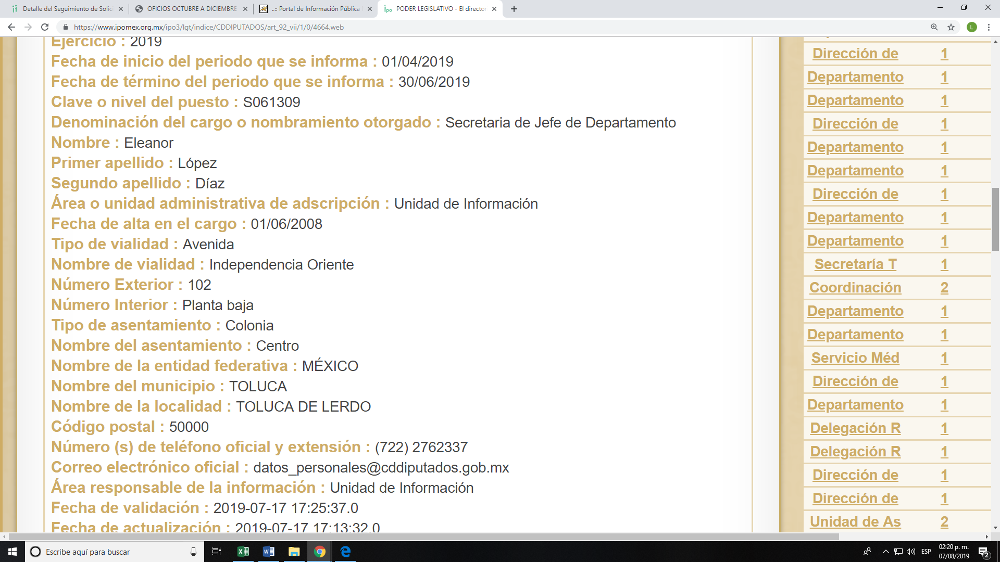 Detalle del Seguimiento de Solici
OFICIOS OCTUBRE A DICIEMBRE
..:: Portal de Información Pública
PODER LEGISLATIVO - El director
https://www.ipomex.org.mx/ipo3/lgt/indice/CDDIPUTADOS/art_92_vii/1/0/4664.web
L
Ejercicio : 2019
Fecha de inicio del periodo que se informa : 01/04/2019
Fecha de término del periodo que se informa : 30/06/2019
Clave o nivel del puesto : S061309
Denominación del cargo o nombramiento otorgado : Secretaria de Jefe de Departamento
Nombre : Eleanor
Primer apellido : López
Segundo apellido : Díaz
Área o unidad administrativa de adscripción : Unidad de Información
Fecha de alta en el cargo : 01/06/2008
Tipo de vialidad : Avenida
Nombre de vialidad : Independencia Oriente
Número Exterior : 102
Número Interior : Planta baja
Tipo de asentamiento : Colonia
Nombre del asentamiento : Centro
Nombre de la entidad federativa : MÉXICO
Nombre del municipio : TOLUCA
Nombre de la localidad : TOLUCA DE LERDO
Código postal : 50000
Número (s) de teléfono oficial y extensión : (722) 2762337
Correo electrónico oficial : datos_personales@cddiputados.gob.mx
Área responsable de la información : Unidad de Información
Fecha de validación : 2019-07-17 17:25:37.0
Fecha de actualización : 2019-07-17 17:13:32.0
Dirección de 1
Departamento 1
Departamento 1
Dirección de 1
Departamento 1
Departamento 1
Dirección de 1
Departamento 1
Departamento 1
Secretaría T 1
Coordinación 2
Departamento 1
Departamento 1
Servicio Méd 1
Dirección de 1
Departamento 1
Delegación R 1
Delegación R 1
Dirección de 1
Dirección de 1
Unidad de As 2
Escribe aquí para buscar
ESP
02:20 p. m.
07/08/2019
2